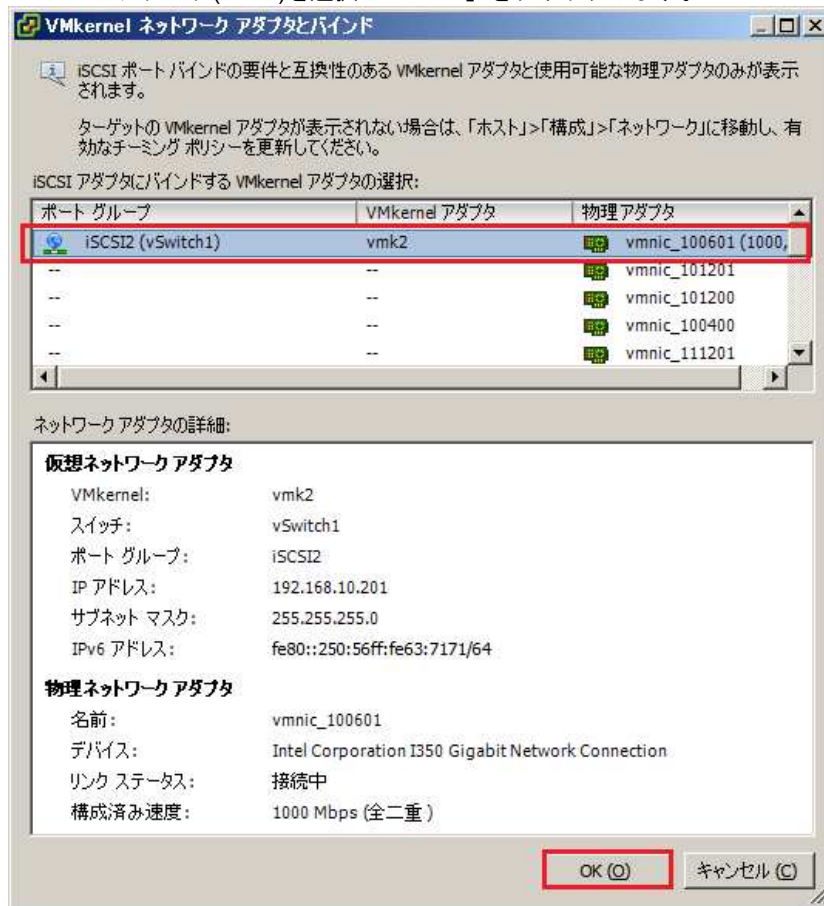 VMkernel ネットワーク アダプタとバインド
iSCSI ポート バインドの要件と互換性のある VMkernel アダプタと使用可能な物理アダプタのみが表示
されます。
ターゲットの VMkernel アダプタが表示されない場合は、「ホスト」>「構成」>「ネットワーク」に移動し、有
効なチーミング ポリシーを更新してください。
iSCSI アダプタにバインドする VMkernel アダプタの選択:
ポート グループ VMkernel アダプタ 物理アダプタ
iSCSI2 (vSwitch1) vmk2 vmnic_100601 (1000,
-- -- vmnic_101201
-- -- vmnic_101200
-- -- vmnic_100400
-- -- vmnic_111201
ネットワーク アダプタの詳細:
仮想ネットワーク アダプタ
VMkernel: vmk2
スイッチ: vSwitch1
ポート グループ: iSCSI2
IP アドレス: 192.168.10.201
サブネット マスク: 255.255.255.0
IPv6 アドレス: fe80::250:56ff:fe63:7171/64
物理ネットワーク アダプタ
名前: vmnic_100601
デバイス: Intel Corporation I350 Gigabit Network Connection
リンク ステータス: 接続中
構成済み速度: 1000 Mbps (全二重 )
OK (O) キャンセル (C)